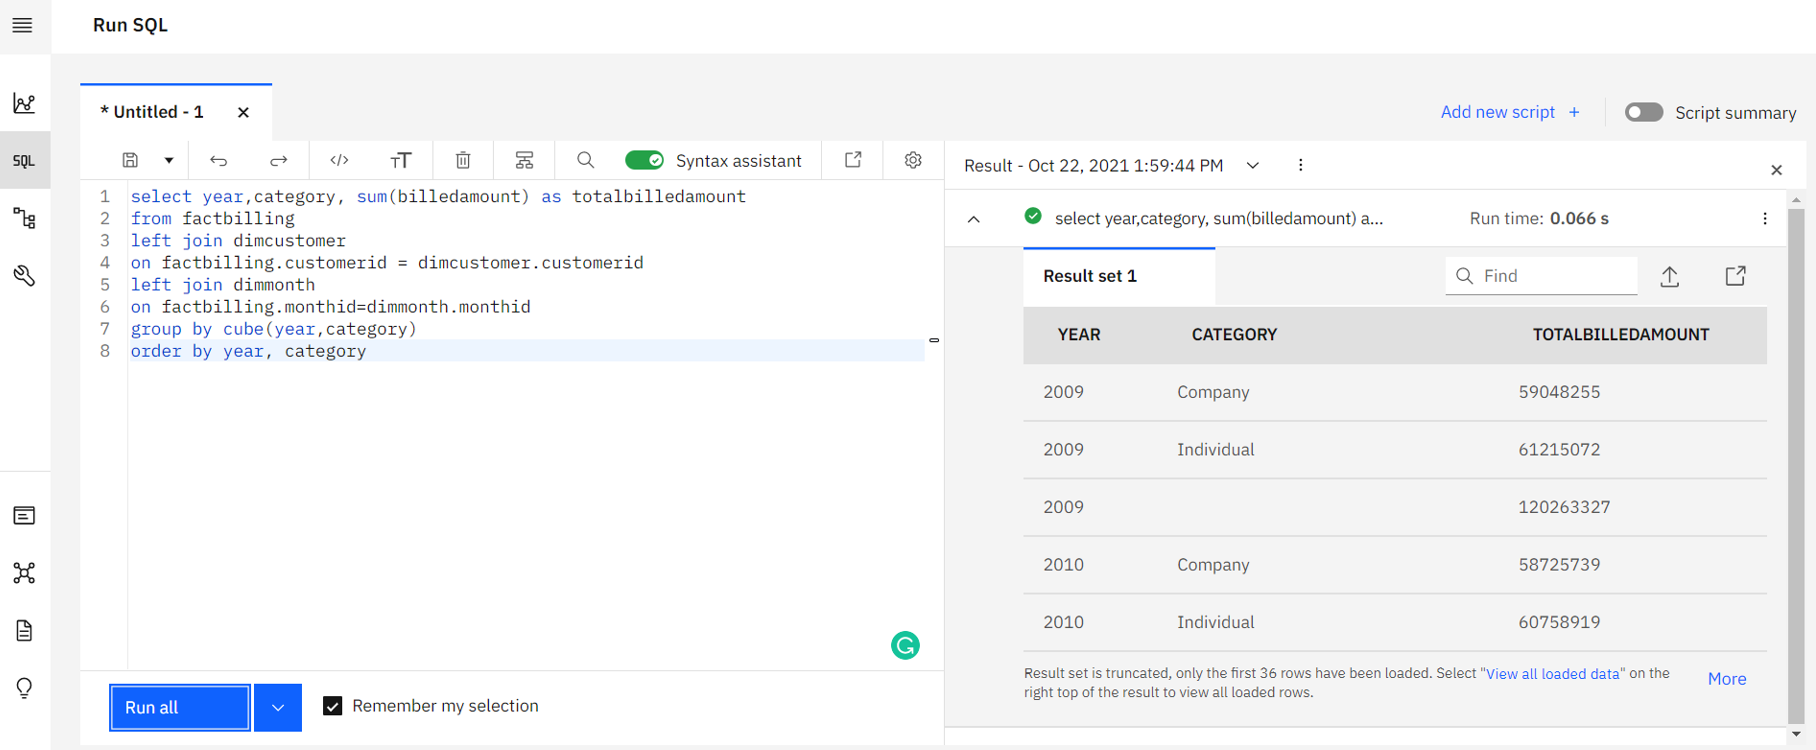 Run SQL
* Untitled - 1
Add new script +
Script summary
SQL
Syntax assistant
Result - Oct 22, 2021 1:59:44 PM
1 select year,category, sum(billedamount) as totalbilledamount
2 from factbilling
3 left join dimcustomer
4 on factbilling.customerid = dimcustomer.customerid
5 left join dimmonth
6 on factbilling.monthid=dimmonth.monthid
7 group by cube(year,category)
8 order by year, category
select year,category, sum(billedamount) a...
Run time: 0.066 s
Result set 1
Find
YEAR CATEGORY TOTALBILLEDAMOUNT
2009 Company 59048255
2009 Individual 61215072
2009 120263327
2010 Company 58725739
2010 Individual 60758919
Result set is truncated, only the first 36 rows have been loaded. Select "View all loaded data" on the
right top of the result to view all loaded rows.
More
Run all
Remember my selection